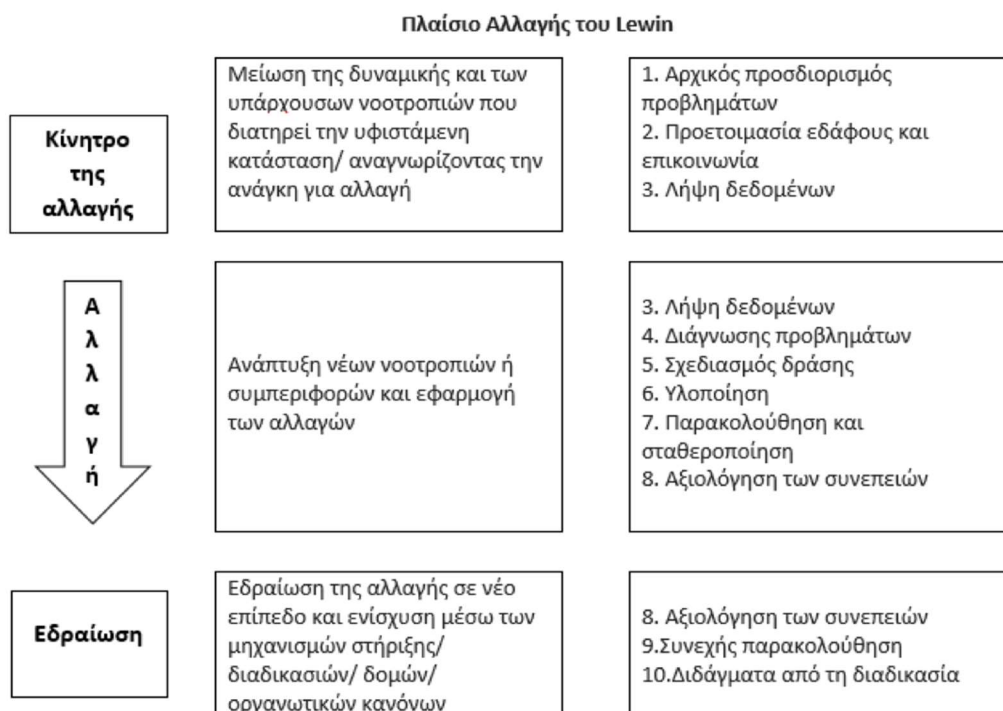 Πλαίσιο Αλλαγής του Lewin
Κίνητρο
της
αλλαγής
Μείωση της δυναμικής και των
υπάρχουσων νοοτροπιών που
διατηρεί την υφιστάμενη
κατάσταση/ αναγνωρίζοντας την
ανάγκη για αλλαγή
1. Αρχικός προσδιορισμός
προβλημάτων
2. Προετοιμασία εδάφους και
επικοινωνία
3. Λήψη δεδομένων
Α
λ
λ
α
γ
ή
Ανάπτυξη νέων νοοτροπιών ή
συμπεριφορών και εφαρμογή
των αλλαγών
3. Λήψη δεδομένων
4. Διάγνωσης προβλημάτων
5. Σχεδιασμός δράσης
6. Υλοποίηση
7. Παρακολούθηση και
σταθεροποίηση
8. Αξιολόγηση των συνεπειών
Εδραίωση
Εδραίωση της αλλαγής σε νέο
επίπεδο και ενίσχυση μέσω των
μηχανισμών στήριξης/
διαδικασιών/ δομών/
οργανωτικών κανόνων
8. Αξιολόγηση των συνεπειών
9.Συνεχής παρακολούθηση
10.Διδάγματα από τη διαδικασία